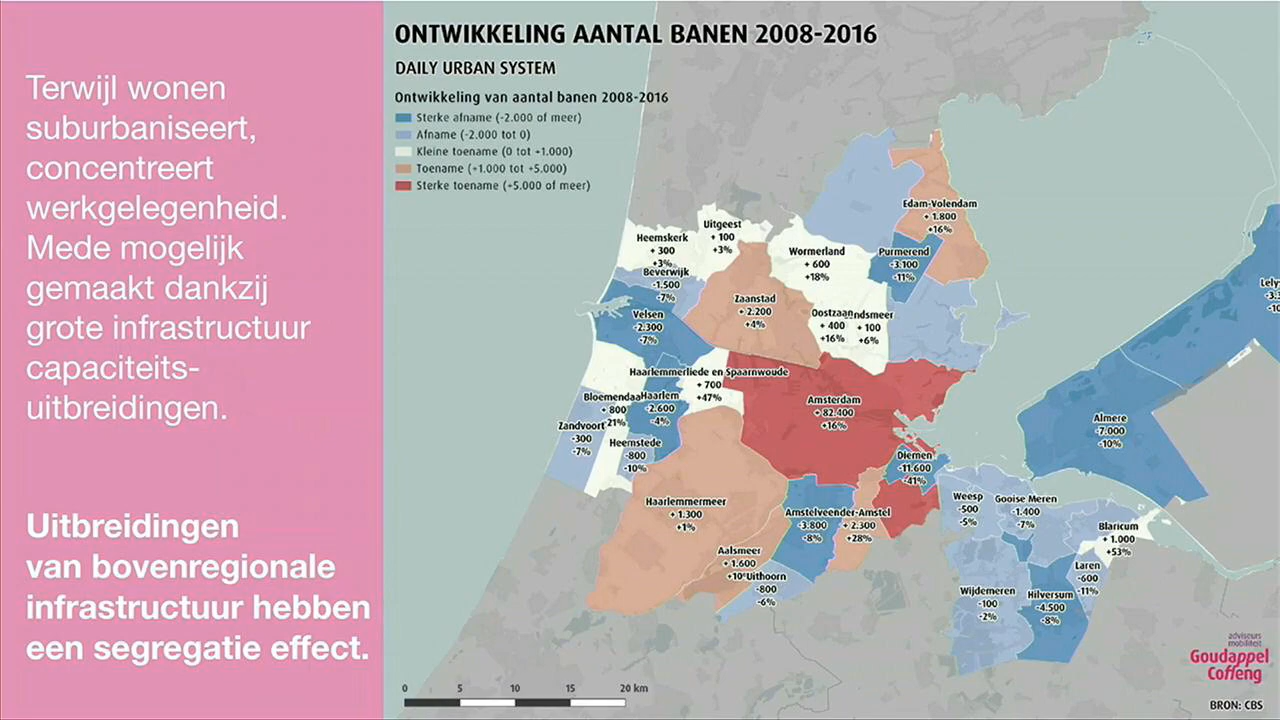 Terwijl wonen
suburbaniseert,
concentreert
werkgelegenheid.
Mede mogelijk
gemaakt dankzij
grote infrastructuur
capaciteits-
uitbreidingen.
Uitbreidingen
van bovenregionale
infrastructuur hebben
een segregatie effect.
ONTWIKKELING AANTAL BANEN 2008-2016
DAILY URBAN SYSTEM
Ontwikkeling van aantal banen 2008-2016
Sterke afname (-2.000 of meer)
Afname (-2.000 tot 0)
Kleine toename (0 tot +1.000)
Toename (+1.000 tot +5.000)
Sterke toename (+5.000 of meer)
Edam-Volendam
+ 1.800
+16%
Uitgeest
+ 100
+3%
Heemskerk
+ 300
+3%
Wormerland
+ 600
+18%
Purmerend
-3.100
-11%
Beverwijk
-1.500
-7%
Zaanstad
+ 2.200
+4%
Velsen
-2.300
-7%
Oostzaan
+ 400
+16%
ndsmeer
+ 100
+6%
Haarlemmerliede en Spaarnwoude
+ 700
+47%
Bloemendaa
+ 800
21%
Haarlem
-2.600
-4%
Amsterdam
+ 82.400
+16%
Almere
-7.000
-10%
Zandvoort
-300
-7%
Heemstede
-800
-10%
Diemen
-11.600
-41%
Haarlemmermeer
+ 1.300
+1%
Amstelveen
-3.800
-8%
der-Amstel
+ 2.300
+28%
Weesp
-500
-5%
Gooise Meren
-1.400
-7%
Blaricum
+ 1.000
+53%
Aalsmeer
+ 1.600
+10
Uithoorn
-800
-6%
Laren
-600
-11%
Wijdemeren
-100
-2%
Hilversum
-4.500
-8%
Lely
0 5 10 15 20 km
adviseurs
mobiliteit
Goudappel
Coffeng
BRON: CBS